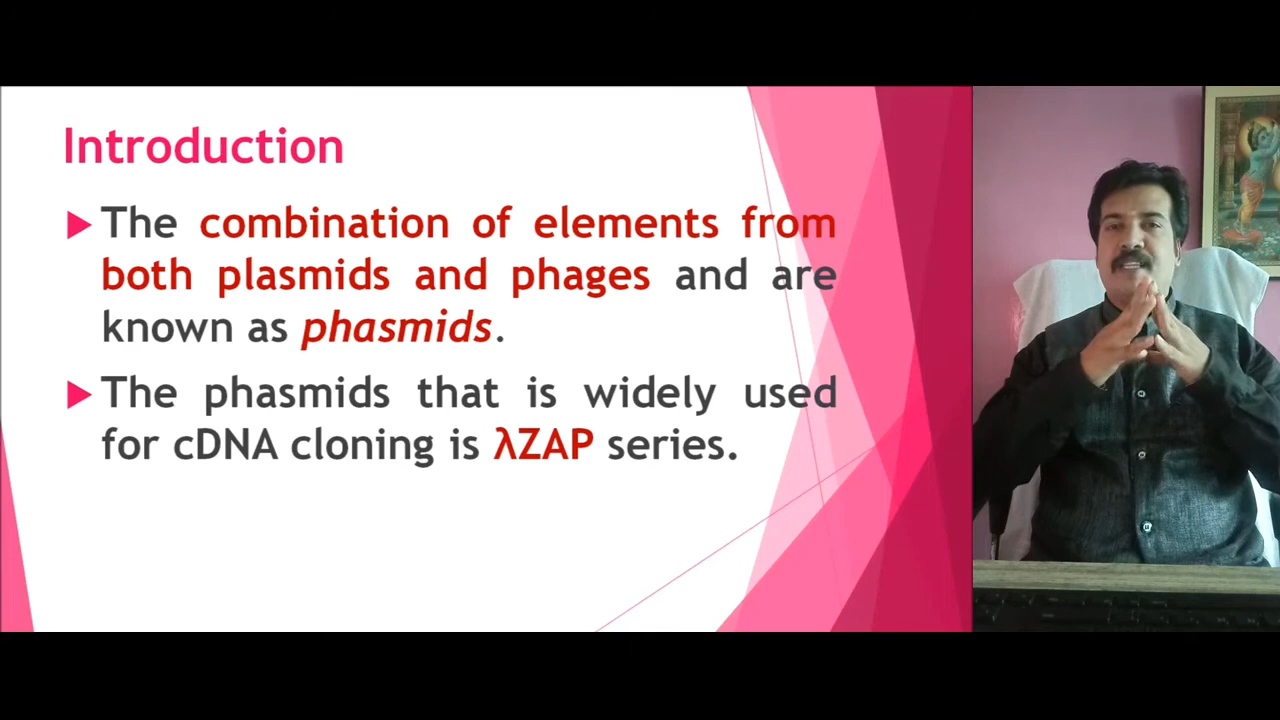 Introduction
The combination of elements from
both plasmids and phages and are
known as phasmids.
The phasmids that is widely used
for cDNA cloning is λZAP series.